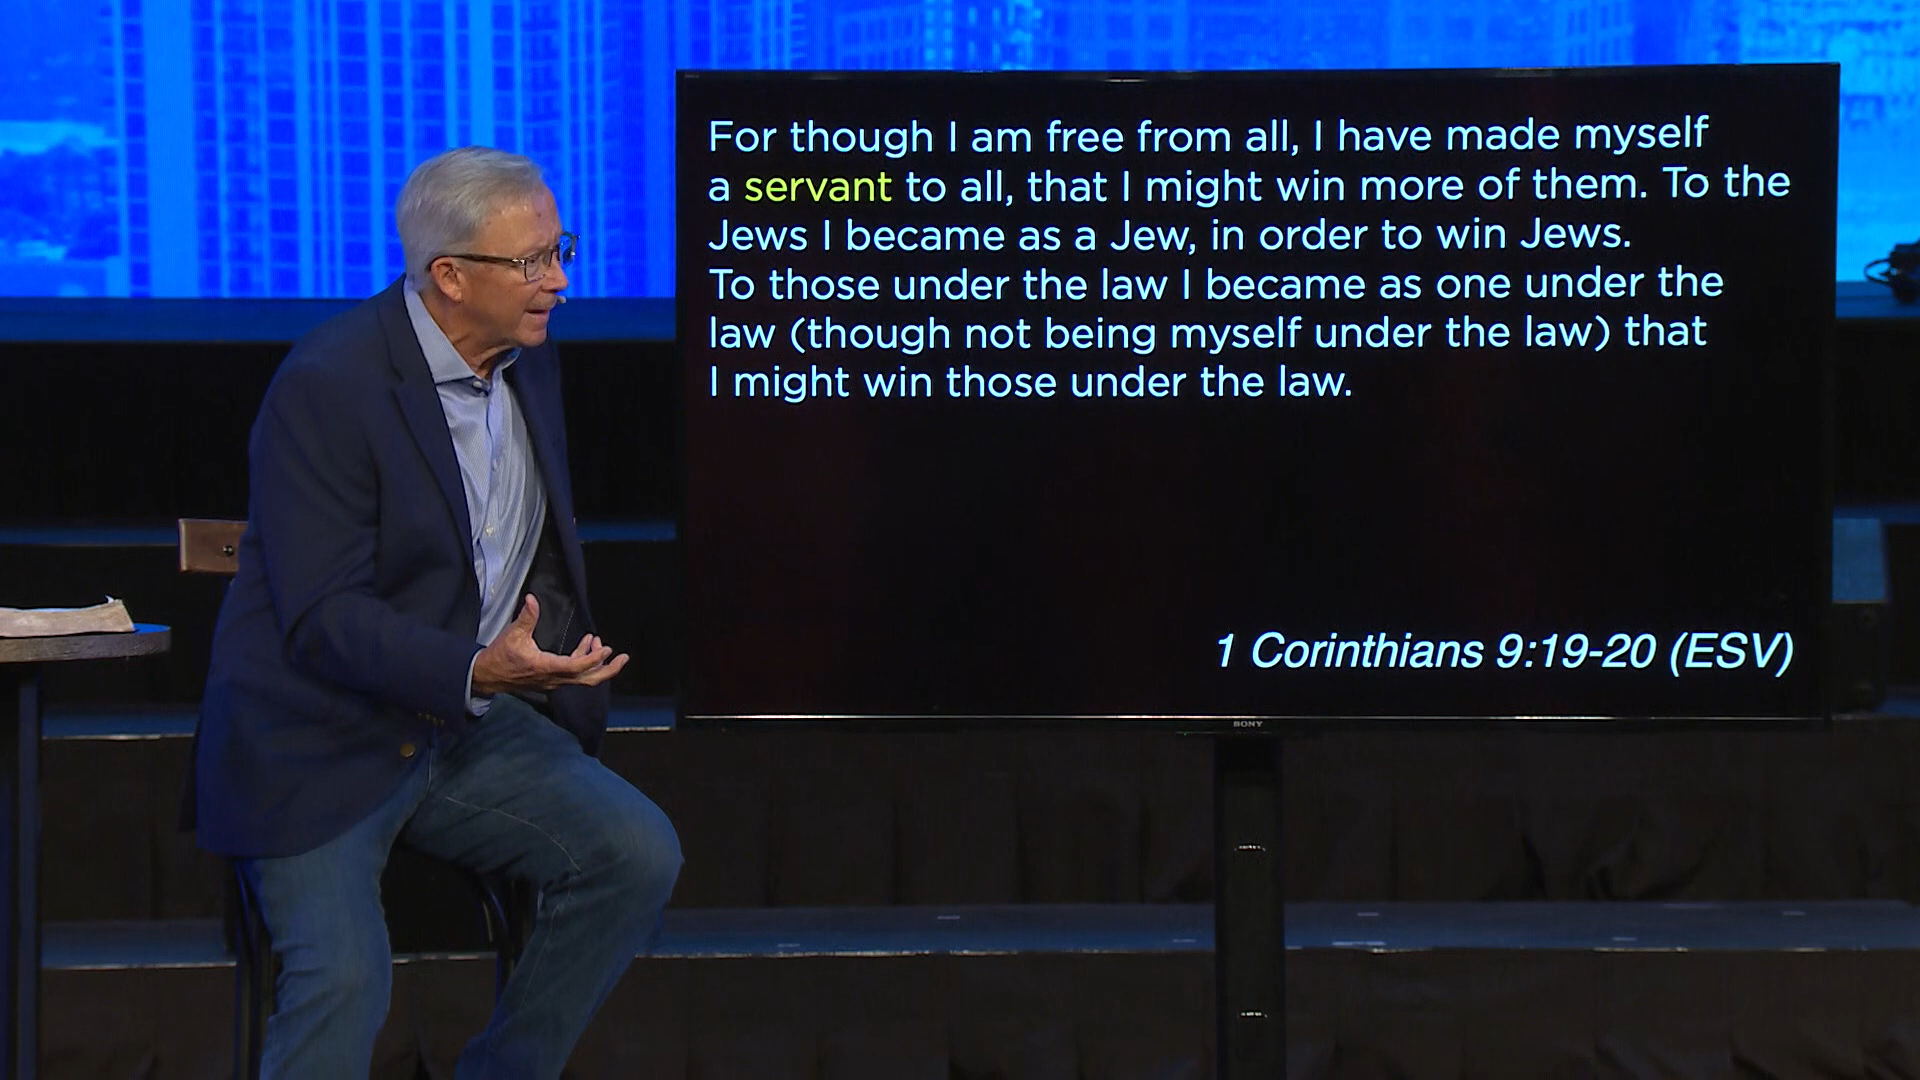 For though I am free from all, I have made myself
a servant to all, that I might win more of them. To the
Jews I became as a Jew, in order to win Jews.
To those under the law I became as one under the
law (though not being myself under the law) that
I might win those under the law.
1 Corinthians 9:19-20 (ESV)
SONY